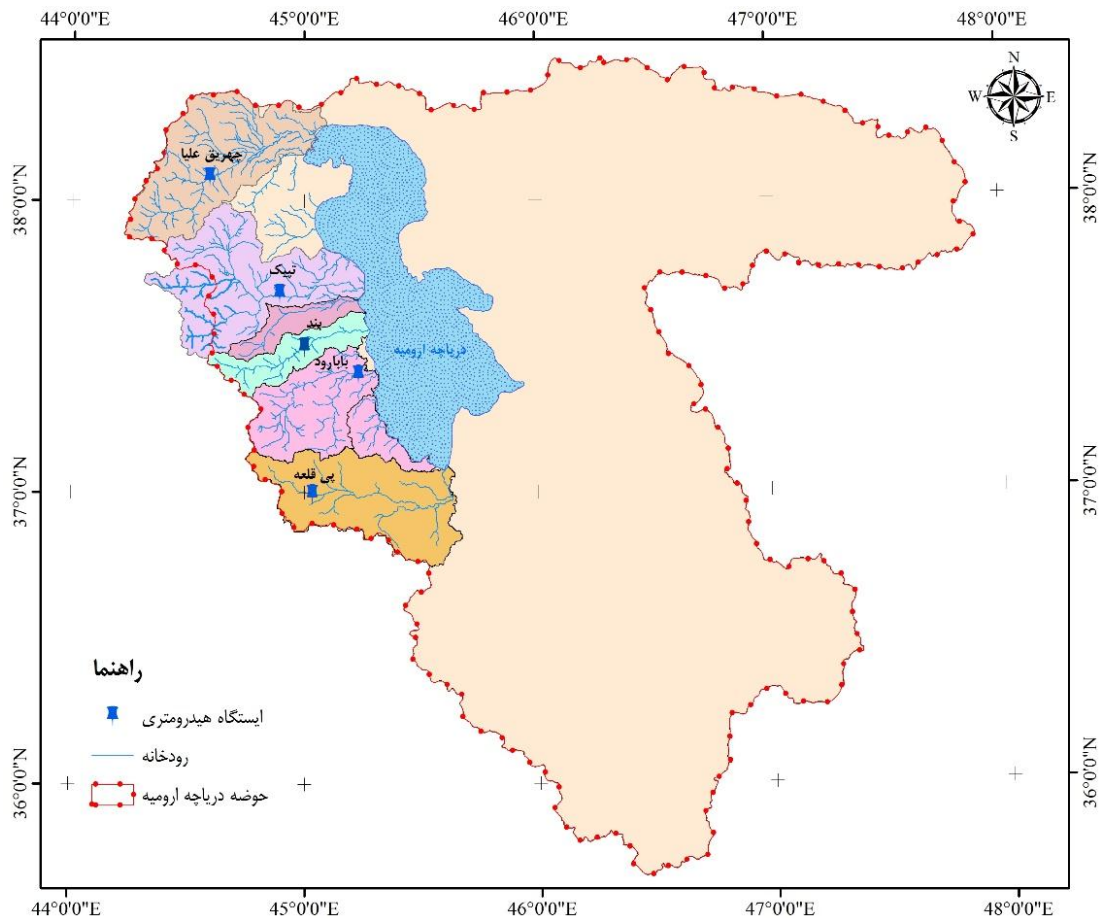 44°0'0"E 45°0'0"E 46°0'0"E 47°0'0"E 48°0'0"E
N
W E
S
چهریق علیا
38°0'0"N 38°0'0"N
تپیک
بند
دریاچه ارومیه
بابارود
پی قلعه
37°0'0"N 37°0'0"N
راهنما
ایستگاه هیدرومتری
رودخانه
حوضه دریاچه ارومیه
36°0'0"N 36°0'0"N
44°0'0"E 45°0'0"E 46°0'0"E 47°0'0"E 48°0'0"E